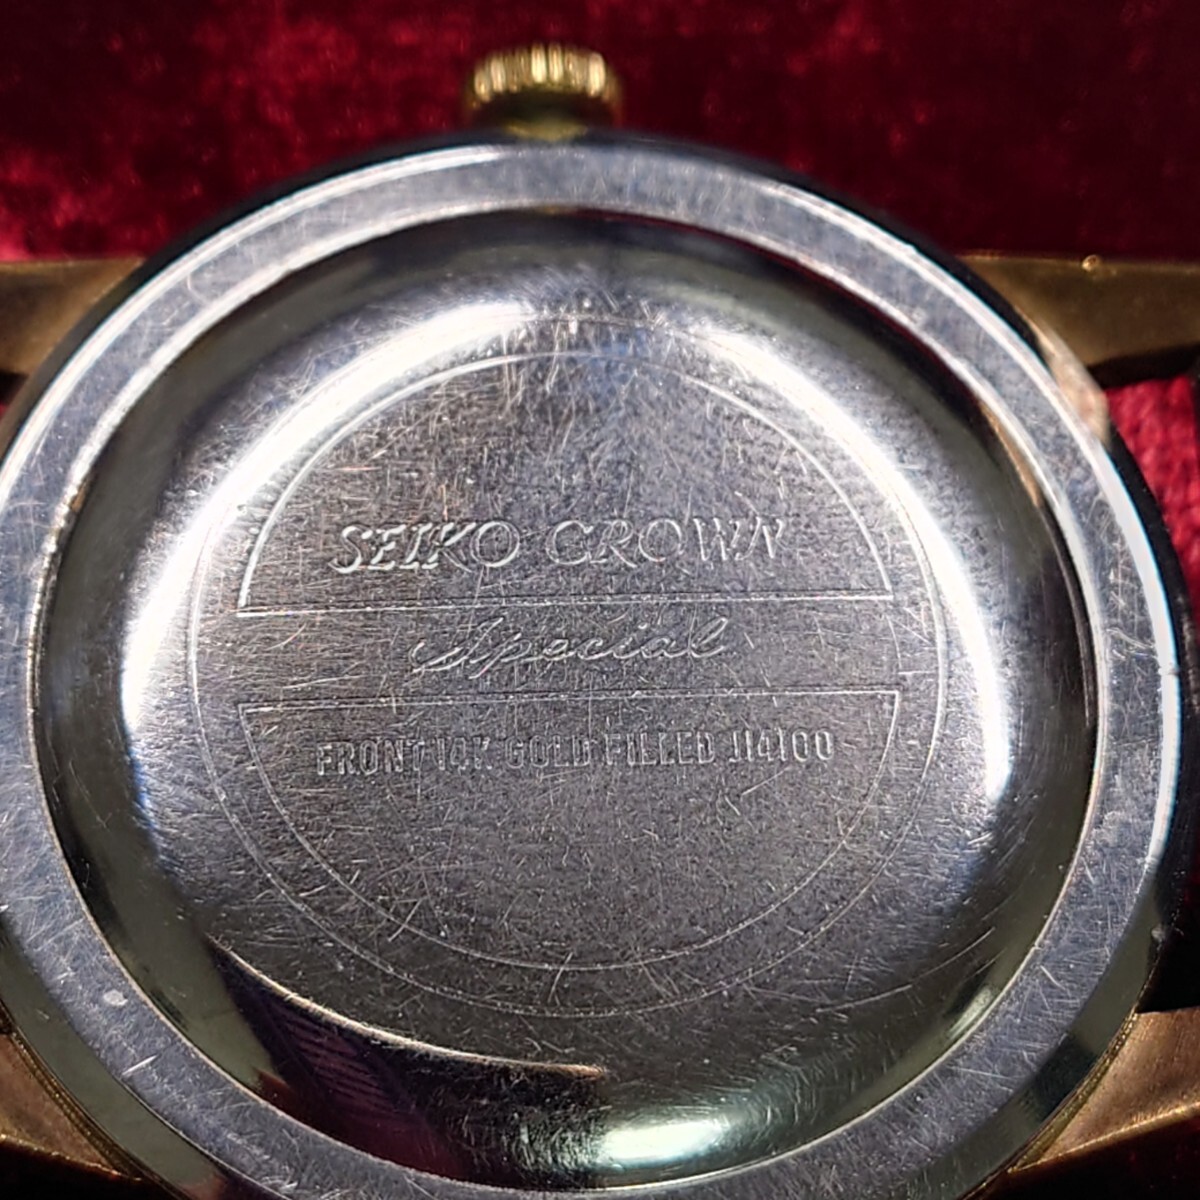 SEIKO CROWN
Special
FRONT 14K GOLD FILLED J14100